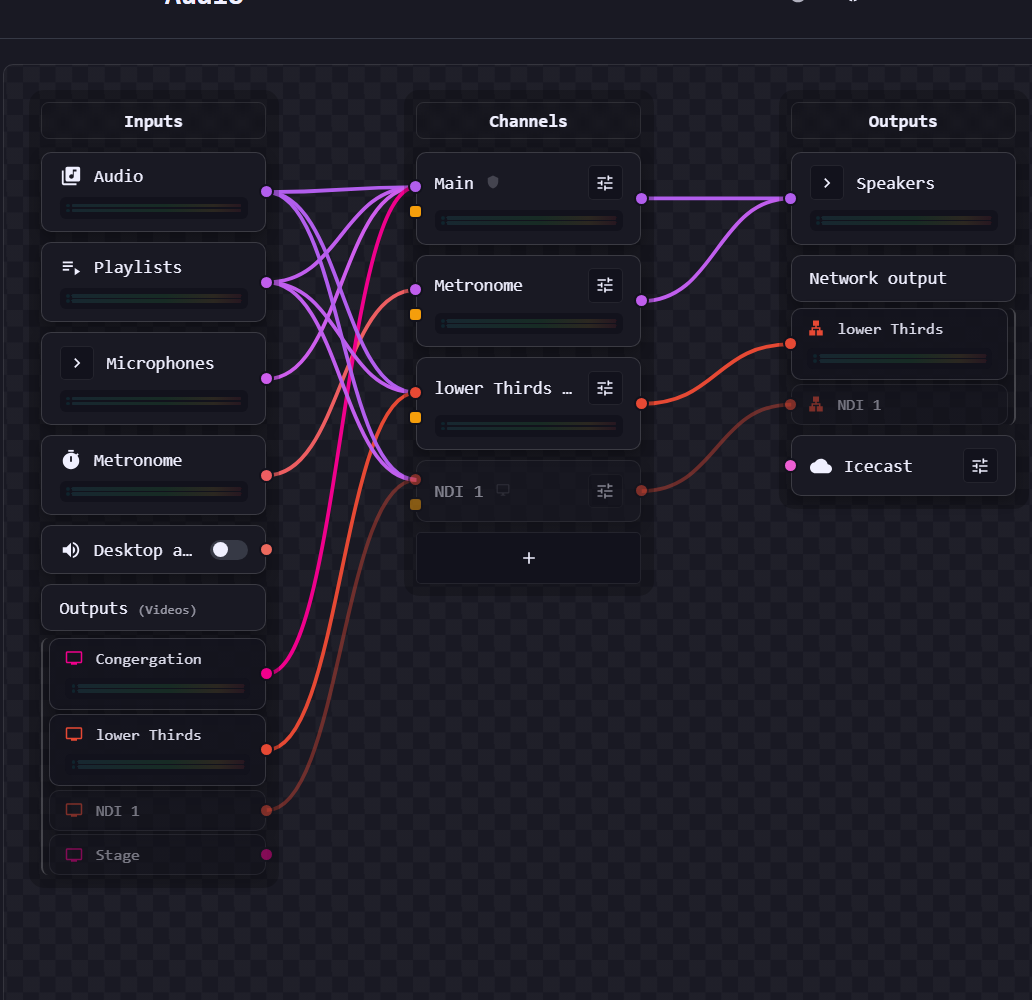 Audio
Inputs
Audio
Playlists
Microphones
Metronome
Desktop a…
Outputs (Videos)
Congergation
lower Thirds
NDI 1
Stage
Channels
Main
Metronome
lower Thirds …
NDI 1
+
Outputs
Speakers
Network output
lower Thirds
NDI 1
Icecast